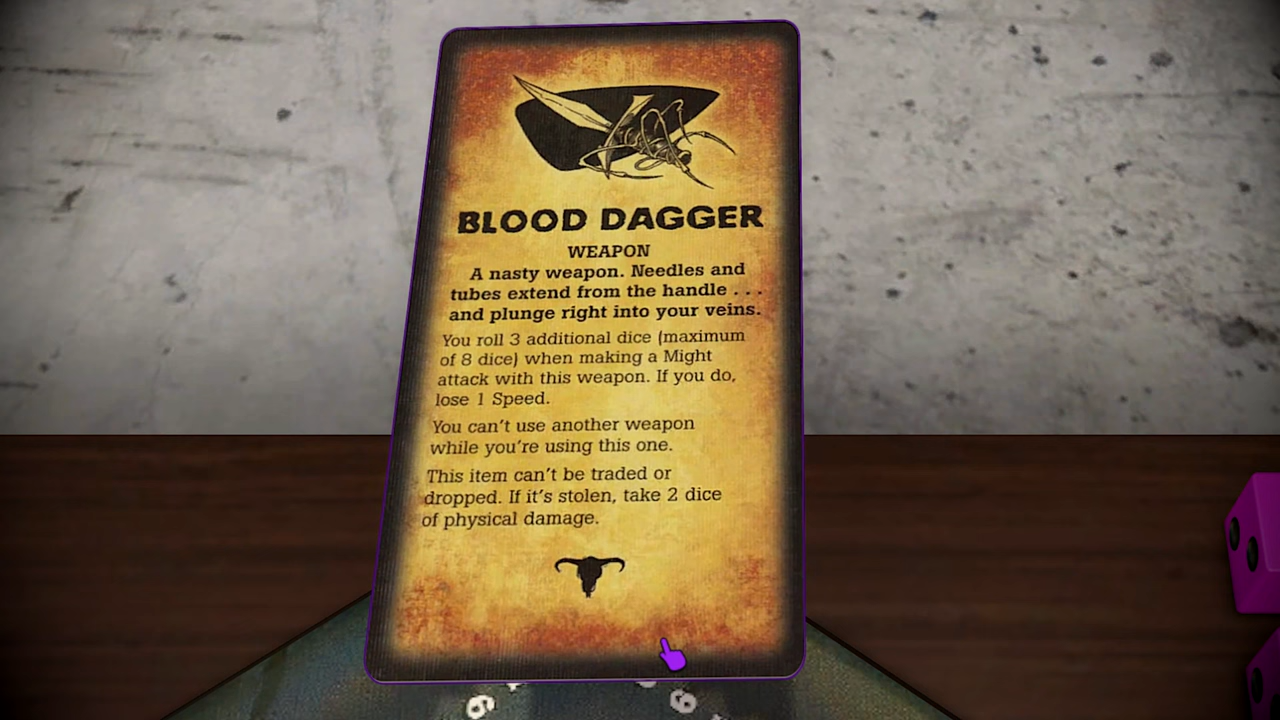 BLOOD DAGGER
WEAPON
A nasty weapon. Needles and
tubes extend from the handle . . .
and plunge right into your veins.
You roll 3 additional dice (maximum
of 8 dice) when making a Might
attack with this weapon. If you do,
lose 1 Speed.
You can't use another weapon
while you're using this one.
This item can't be traded or
dropped. If it's stolen, take 2 dice
of physical damage.